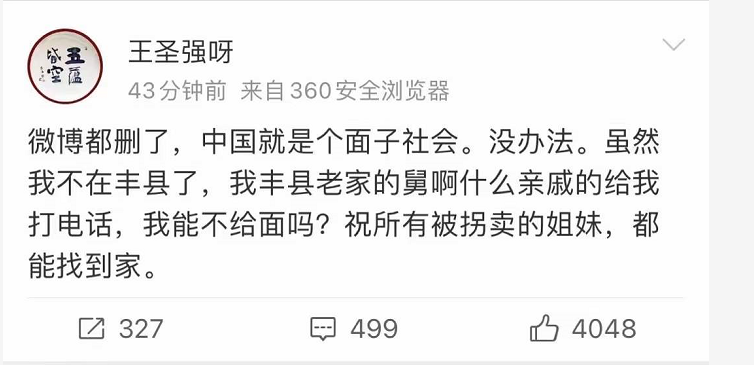 五蘊
皆空
王圣强呀
43分钟前 来自360安全浏览器
微博都删了，中国就是个面子社会。没办法。虽然
我不在丰县了，我丰县老家的舅啊什么亲戚的给我
打电话，我能不给面吗？祝所有被拐卖的姐妹，都
能找到家。
327 499 4048